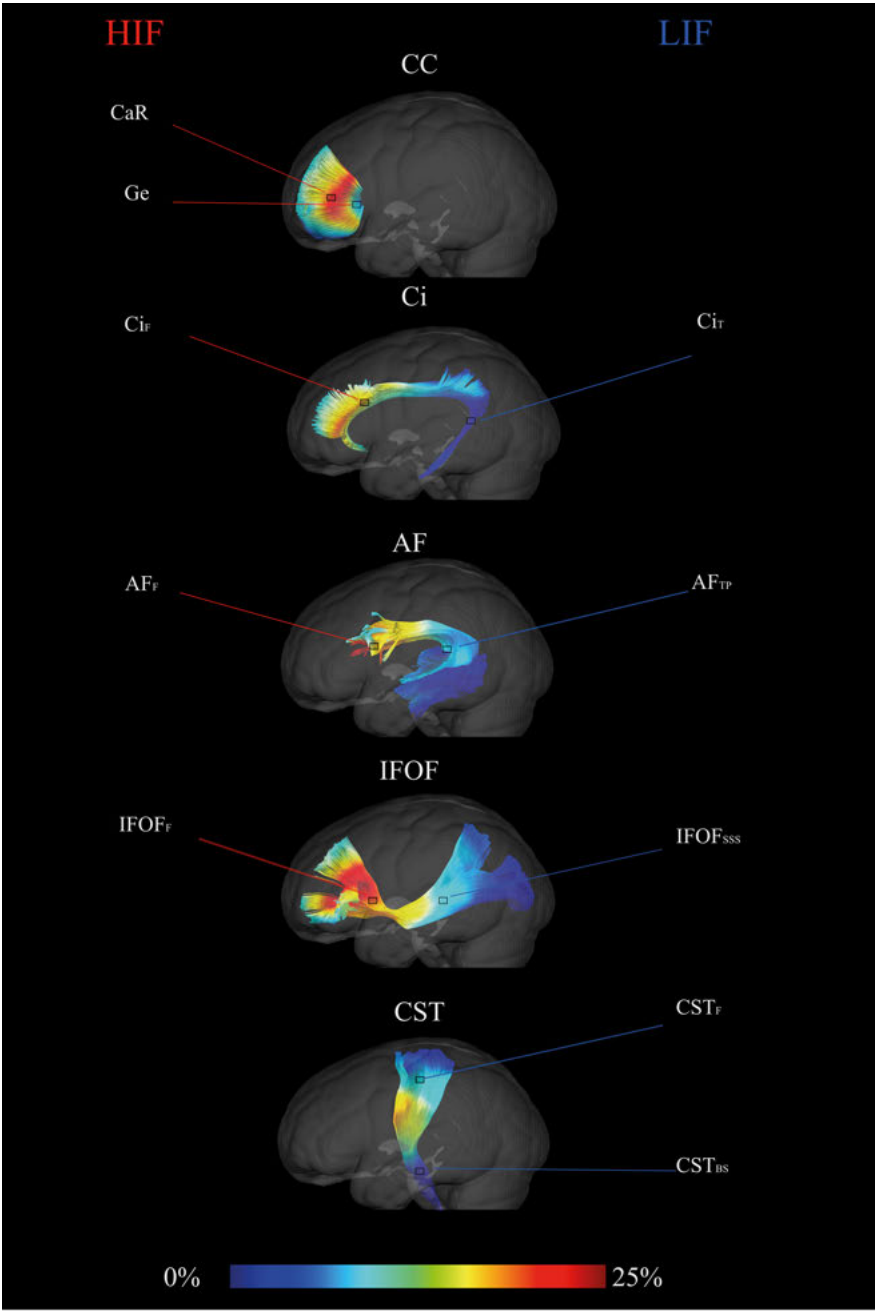 HIF LIF
CC
CaR
Ge
Ci
CiF CiT
AF
AFF AFTP
IFOF
IFOFF IFOFSSS
CST
CSTF
CSTBS
0% 25%